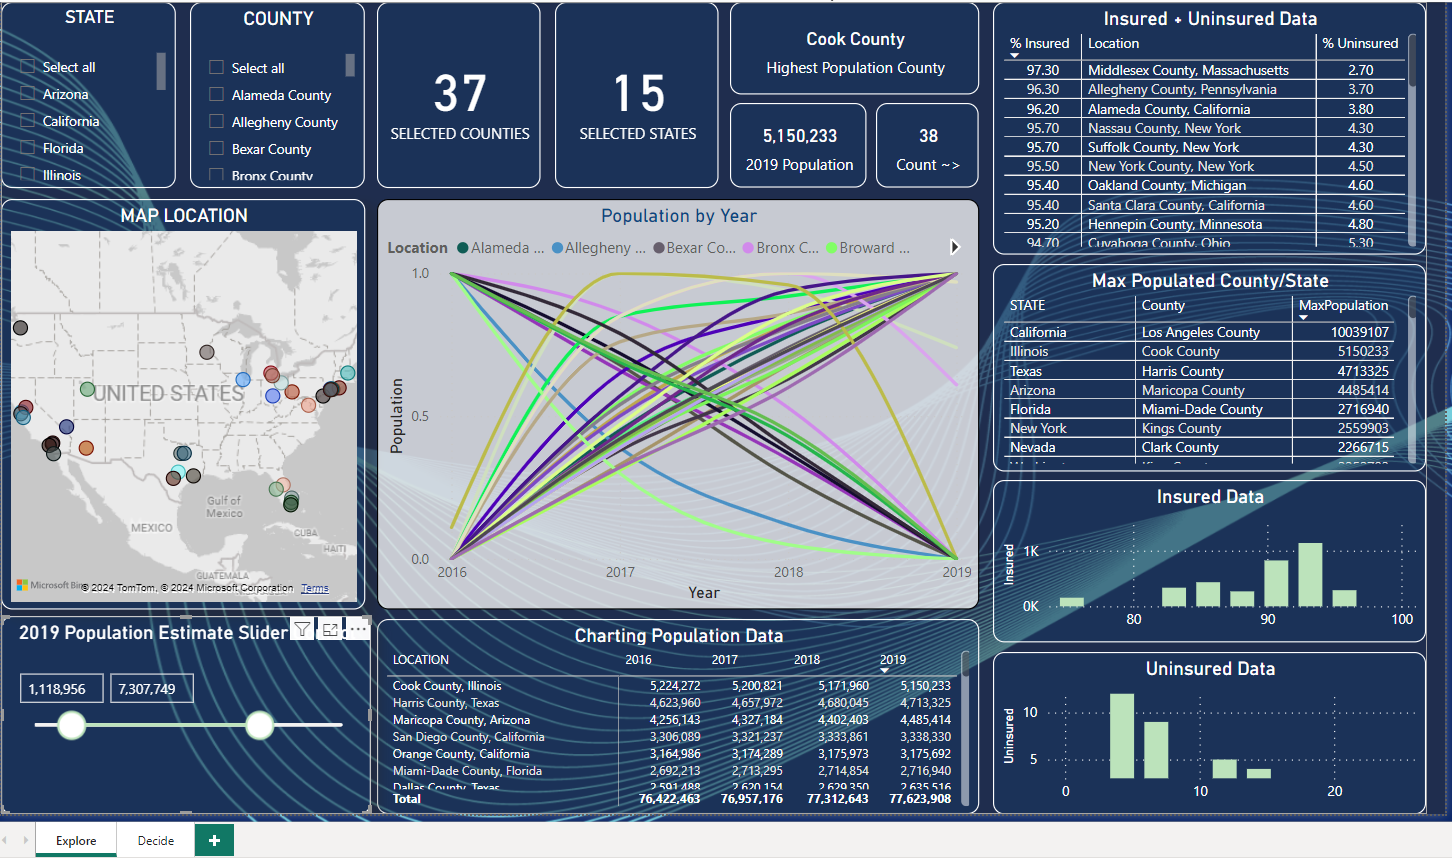 STATE
Select all
Arizona
California
Florida
Illinois
COUNTY
Select all
Alameda County
Allegheny County
Bexar County
Bronx County
37
SELECTED COUNTIES
15
SELECTED STATES
Cook County
Highest Population County
5,150,233
2019 Population
38
Count ~>
Insured + Uninsured Data
% Insured Location % Uninsured
97.30 Middlesex County, Massachusetts 2.70
96.30 Allegheny County, Pennsylvania 3.70
96.20 Alameda County, California 3.80
95.70 Nassau County, New York 4.30
95.70 Suffolk County, New York 4.30
95.50 New York County, New York 4.50
95.40 Oakland County, Michigan 4.60
95.40 Santa Clara County, California 4.60
95.20 Hennepin County, Minnesota 4.80
94.70 Cuyahoga County, Ohio 5.30
MAP LOCATION
UNITED STATES
Gulf of
Mexico
MEXICO
CUBA
HAITI
GUATEMALA
Microsoft Bing
© 2024 TomTom, © 2024 Microsoft Corporation Terms
Population by Year
Location Alameda ... Allegheny ... Bexar Co... Bronx C... Broward ...
1.0
0.5
0.0
Population
2016 2017 2018 2019
Year
Max Populated County/State
STATE County MaxPopulation
California Los Angeles County 10039107
Illinois Cook County 5150233
Texas Harris County 4713325
Arizona Maricopa County 4485414
Florida Miami-Dade County 2716940
New York Kings County 2559903
Nevada Clark County 2266715
Insured Data
Insured
1K
0K
80 90 100
2019 Population Estimate Slider
1,118,956 7,307,749
Charting Population Data
LOCATION 2016 2017 2018 2019
Cook County, Illinois 5,224,272 5,200,821 5,171,960 5,150,233
Harris County, Texas 4,623,960 4,657,972 4,680,045 4,713,325
Maricopa County, Arizona 4,256,143 4,327,184 4,402,403 4,485,414
San Diego County, California 3,306,089 3,321,237 3,333,861 3,338,330
Orange County, California 3,164,986 3,174,289 3,175,973 3,175,692
Miami-Dade County, Florida 2,692,213 2,713,295 2,714,854 2,716,940
Dallas County, Texas 2,591,488 2,620,154 2,629,350 2,635,516
Total 76,422,463 76,957,176 77,312,643 77,623,908
Uninsured Data
Uninsured
10
5
0 10 20
Explore Decide +